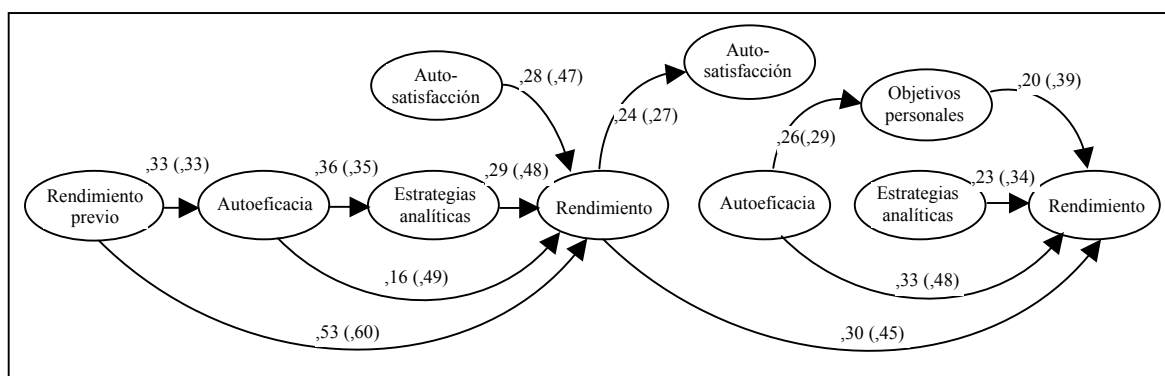 Auto-
satisfacción
,28 (,47)
Auto-
satisfacción
,24 (,27)
Objetivos
personales
,20 (,39)
,26(,29)
,33 (,33)
,36 (,35)
,29 (,48)
,23 (,34)
Rendimiento
previo
Autoeficacia
Estrategias
analíticas
Rendimiento
Autoeficacia
Estrategias
analíticas
Rendimiento
,16 (,49)
,33 (,48)
,53 (,60)
,30 (,45)